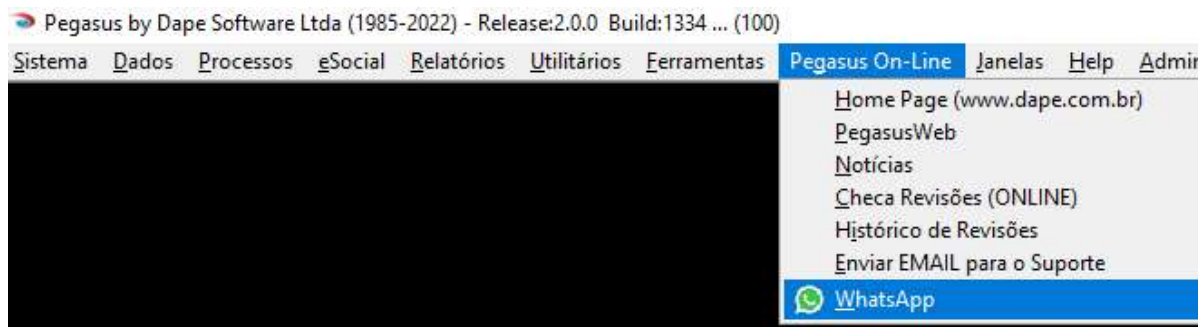 Pegasus by Dape Software Ltda (1985-2022) - Release:2.0.0 Build:1334 ... (100)
Sistema Dados Processos eSocial Relatórios Utilitários Ferramentas Pegasus On-Line Janelas Help Admin
Home Page (www.dape.com.br)
PegasusWeb
Notícias
Checa Revisões (ONLINE)
Histórico de Revisões
Enviar EMAIL para o Suporte
WhatsApp